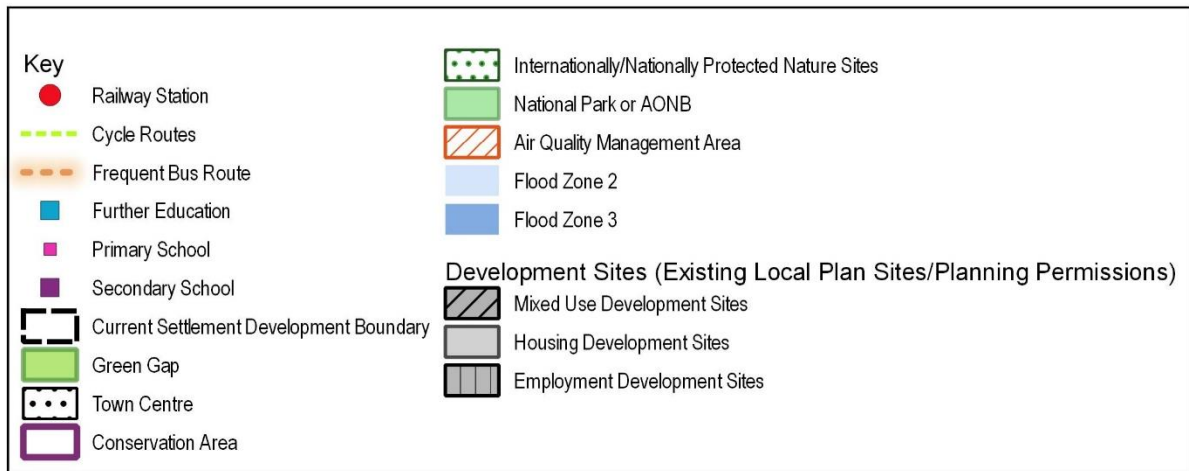 Key
Railway Station
Cycle Routes
Frequent Bus Route
Further Education
Primary School
Secondary School
Current Settlement Development Boundary
Green Gap
Town Centre
Conservation Area
Internationally/Nationally Protected Nature Sites
National Park or AONB
Air Quality Management Area
Flood Zone 2
Flood Zone 3
Development Sites (Existing Local Plan Sites/Planning Permissions)
Mixed Use Development Sites
Housing Development Sites
Employment Development Sites